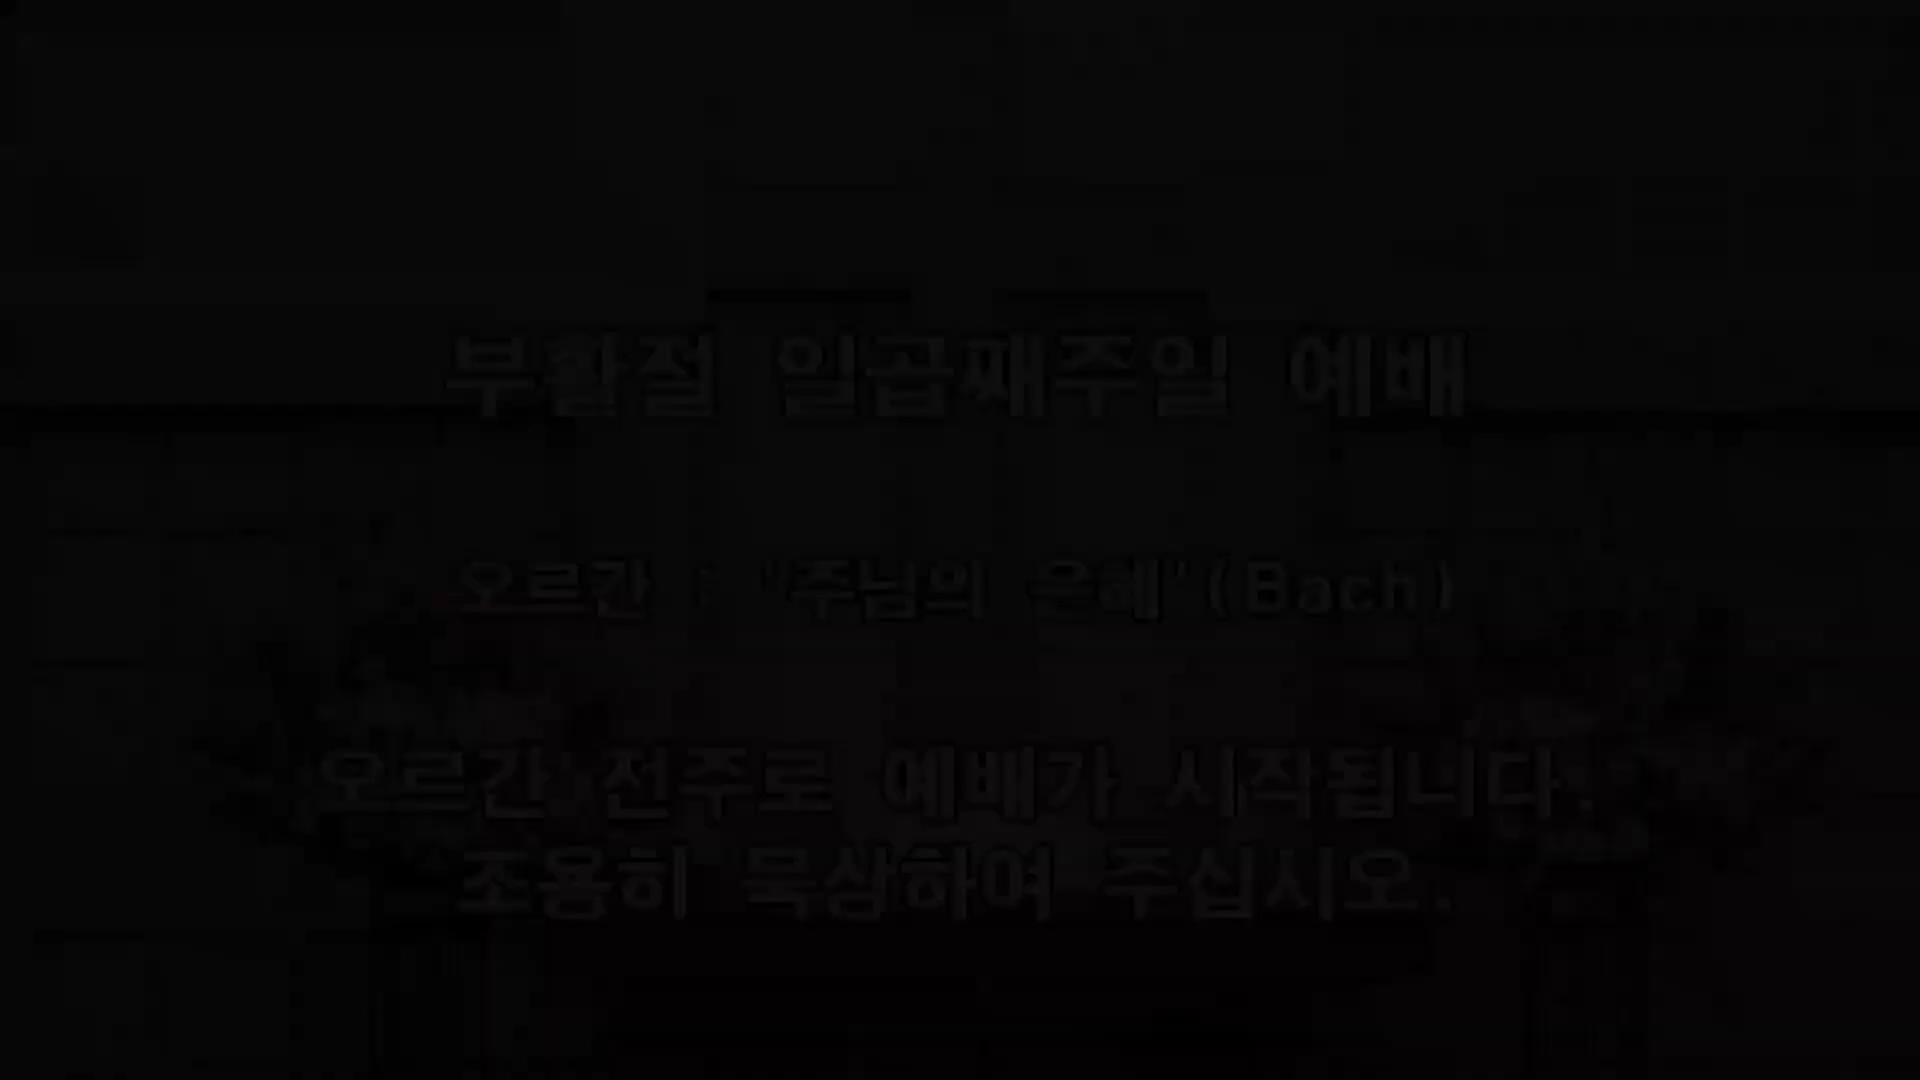 부활절 일곱째주일 예배
오르간 : "주님의 은혜"(Bach)
오르간 전주로 예배가 시작됩니다.
조용히 묵상하여 주십시오.